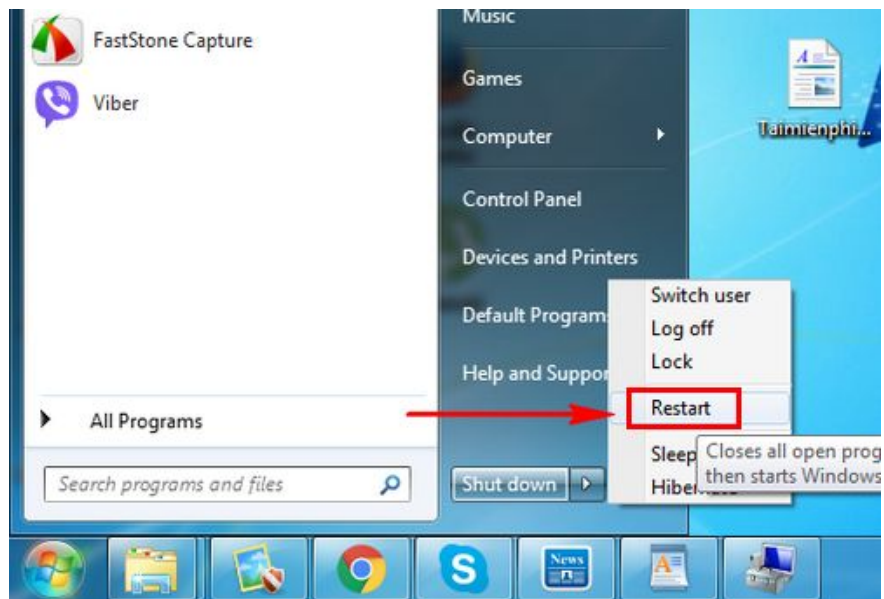 FastStone Capture
Viber
All Programs
Search programs and files
Music
Games
Computer
Control Panel
Devices and Printers
Default Program
Help and Suppor
Shut down
Switch user
Log off
Lock
Restart
Sleep
Closes all open prog
then starts Windows
Taimienphi...
News